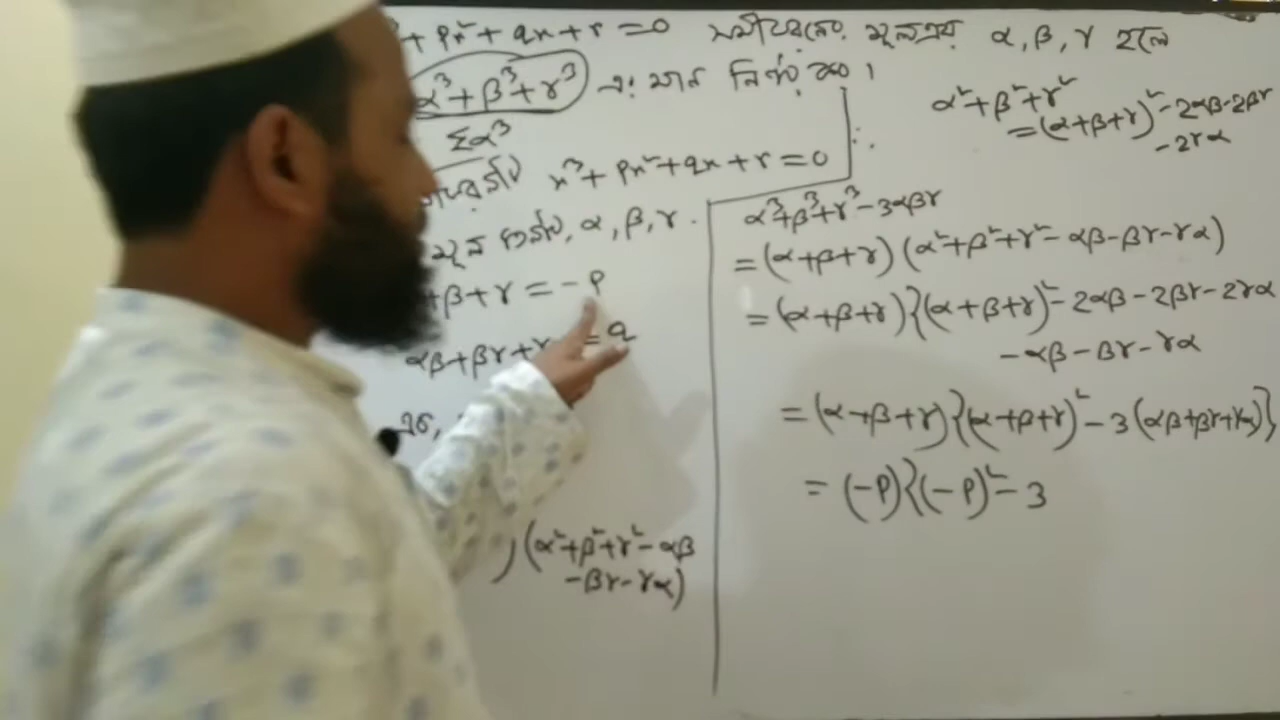 ³ + px² + qx + r = 0 সমীকরণের মূলত্রয় α, β, γ হলে
α³ + β³ + γ³ এর মান নির্ণয় কর।
Σα³
x³ + px² + qx + r = 0
মূল α, β, γ.
+ β + γ = -p
αβ + βγ + γ = q
) (α² + β² + γ² - αβ
- βγ - γα)
α² + β² + γ²
= (α + β + γ)² - 2αβ - 2βγ
- 2γα
∴
α³ + β³ + γ³ - 3αβγ
= (α + β + γ) (α² + β² + γ² - αβ - βγ - γα)
= (α + β + γ) {(α + β + γ)² - 2αβ - 2βγ - 2γα
- αβ - βγ - γα
= (α + β + γ) {(α + β + γ)² - 3 (αβ + βγ + γα)}
= (-p) {(-p)² - 3